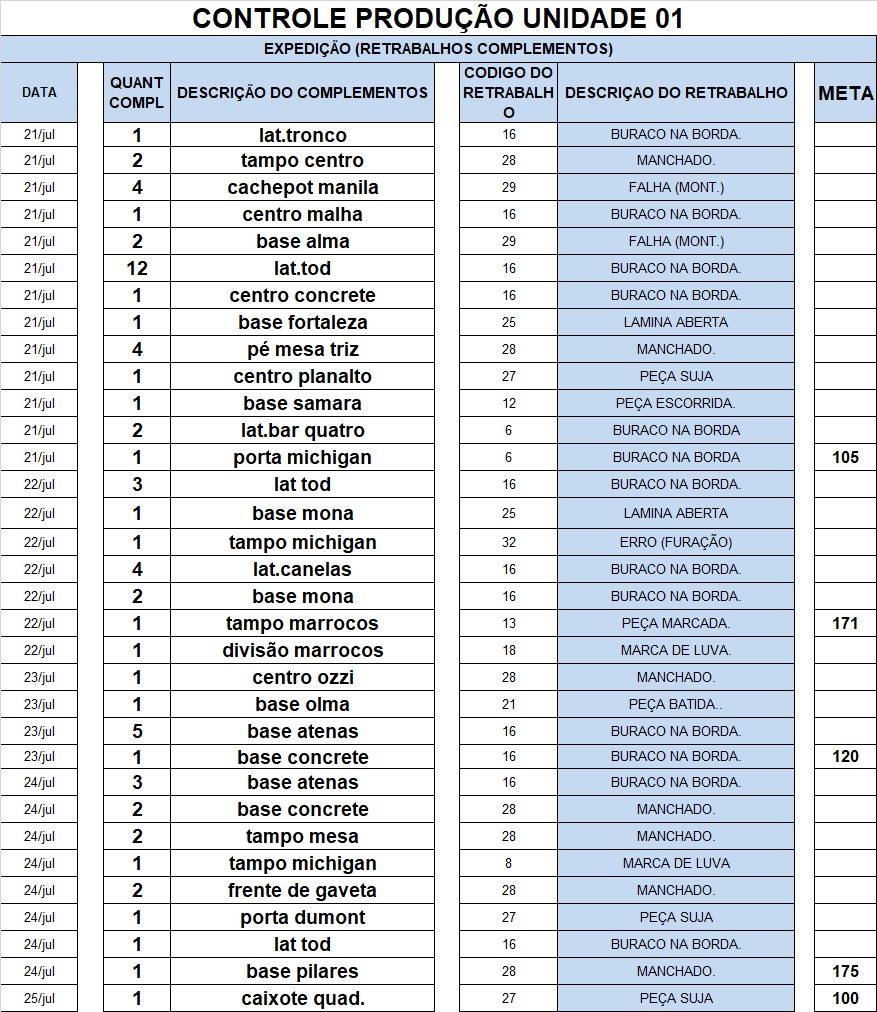 CONTROLE PRODUÇÃO UNIDADE 01
EXPEDIÇÃO (RETRABALHOS COMPLEMENTOS)
DATA QUANT COMPL DESCRIÇÃO DO COMPLEMENTOS CODIGO DO RETRABALHO DESCRIÇAO DO RETRABALHO META
21/jul 1 lat.tronco 16 BURACO NA BORDA.
21/jul 2 tampo centro 28 MANCHADO.
21/jul 4 cachepot manila 29 FALHA (MONT.)
21/jul 1 centro malha 16 BURACO NA BORDA.
21/jul 2 base alma 29 FALHA (MONT.)
21/jul 12 lat.tod 16 BURACO NA BORDA.
21/jul 1 centro concrete 16 BURACO NA BORDA.
21/jul 1 base fortaleza 25 LAMINA ABERTA
21/jul 4 pé mesa triz 28 MANCHADO.
21/jul 1 centro planalto 27 PEÇA SUJA
21/jul 1 base samara 12 PEÇA ESCORRIDA.
21/jul 2 lat.bar quatro 6 BURACO NA BORDA
21/jul 1 porta michigan 6 BURACO NA BORDA 105
22/jul 3 lat tod 16 BURACO NA BORDA.
22/jul 1 base mona 25 LAMINA ABERTA
22/jul 1 tampo michigan 32 ERRO (FURAÇÃO)
22/jul 4 lat.canelas 16 BURACO NA BORDA.
22/jul 2 base mona 16 BURACO NA BORDA.
22/jul 1 tampo marrocos 13 PEÇA MARCADA. 171
22/jul 1 divisão marrocos 18 MARCA DE LUVA.
23/jul 1 centro ozzi 28 MANCHADO.
23/jul 1 base olma 21 PEÇA BATIDA..
23/jul 5 base atenas 16 BURACO NA BORDA.
23/jul 1 base concrete 16 BURACO NA BORDA. 120
24/jul 3 base atenas 16 BURACO NA BORDA.
24/jul 2 base concrete 28 MANCHADO.
24/jul 2 tampo mesa 28 MANCHADO.
24/jul 1 tampo michigan 8 MARCA DE LUVA
24/jul 2 frente de gaveta 28 MANCHADO.
24/jul 1 porta dumont 27 PEÇA SUJA
24/jul 1 lat tod 16 BURACO NA BORDA.
24/jul 1 base pilares 28 MANCHADO. 175
25/jul 1 caixote quad. 27 PEÇA SUJA 100